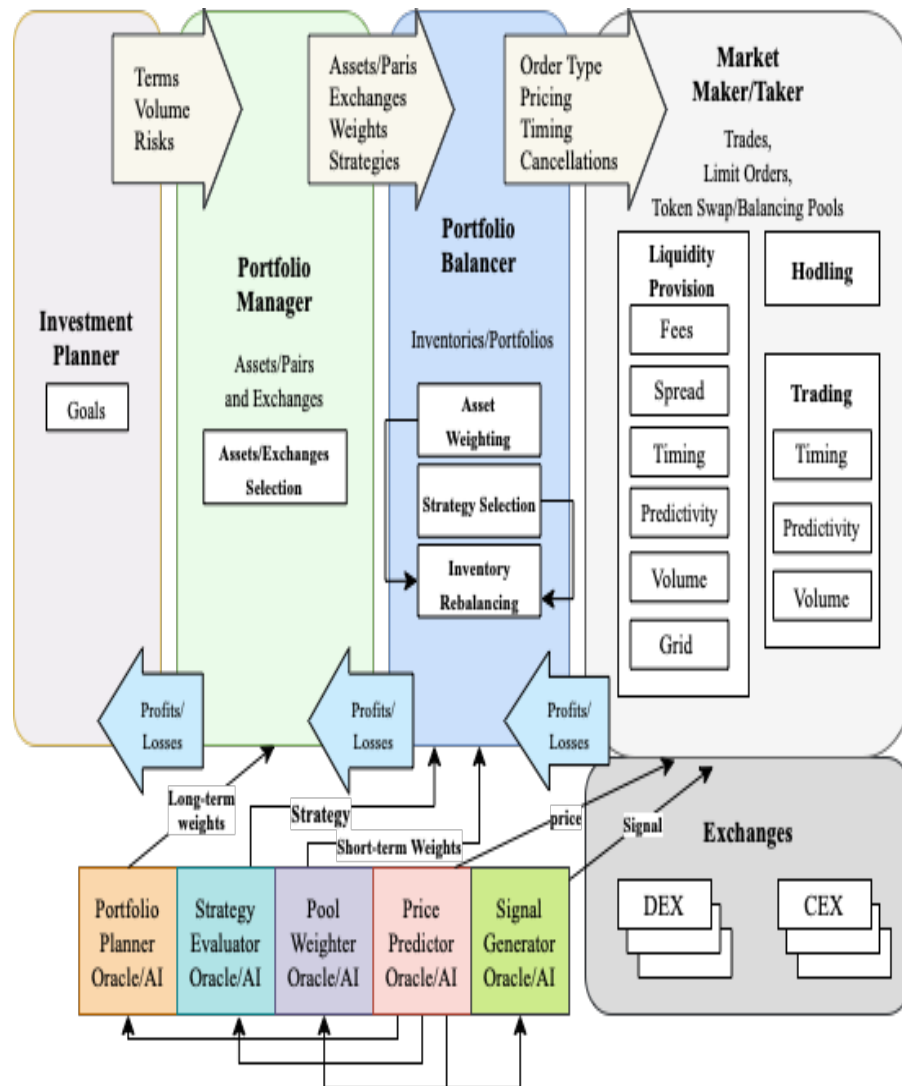 Terms
Volume
Risks
Assets/Paris
Exchanges
Weights
Strategies
Order Type
Pricing
Timing
Cancellations
Market
Maker/Taker
Trades,
Limit Orders,
Token Swap/Balancing Pools
Investment
Planner
Goals
Portfolio
Manager
Assets/Pairs
and Exchanges
Assets/Exchanges
Selection
Portfolio
Balancer
Inventories/Portfolios
Asset
Weighting
Strategy Selection
Inventory
Rebalancing
Liquidity
Provision
Fees
Spread
Timing
Predictivity
Volume
Grid
Hodling
Trading
Timing
Predictivity
Volume
Profits/
Losses
Profits/
Losses
Profits/
Losses
Long-term
weights
Strategy
Short-term Weights
price
Signal
Exchanges
DEX
CEX
Portfolio
Planner
Oracle/AI
Strategy
Evaluator
Oracle/AI
Pool
Weighter
Oracle/AI
Price
Predictor
Oracle/AI
Signal
Generator
Oracle/AI